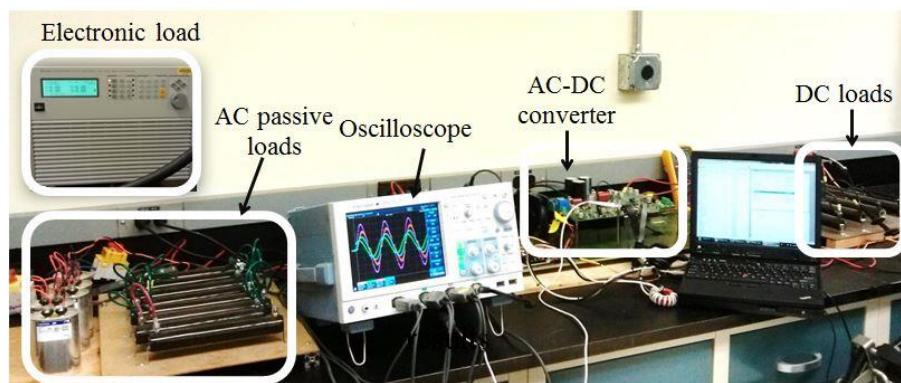 Electronic load
AC passive
loads
Oscilloscope
AC-DC
converter
DC loads